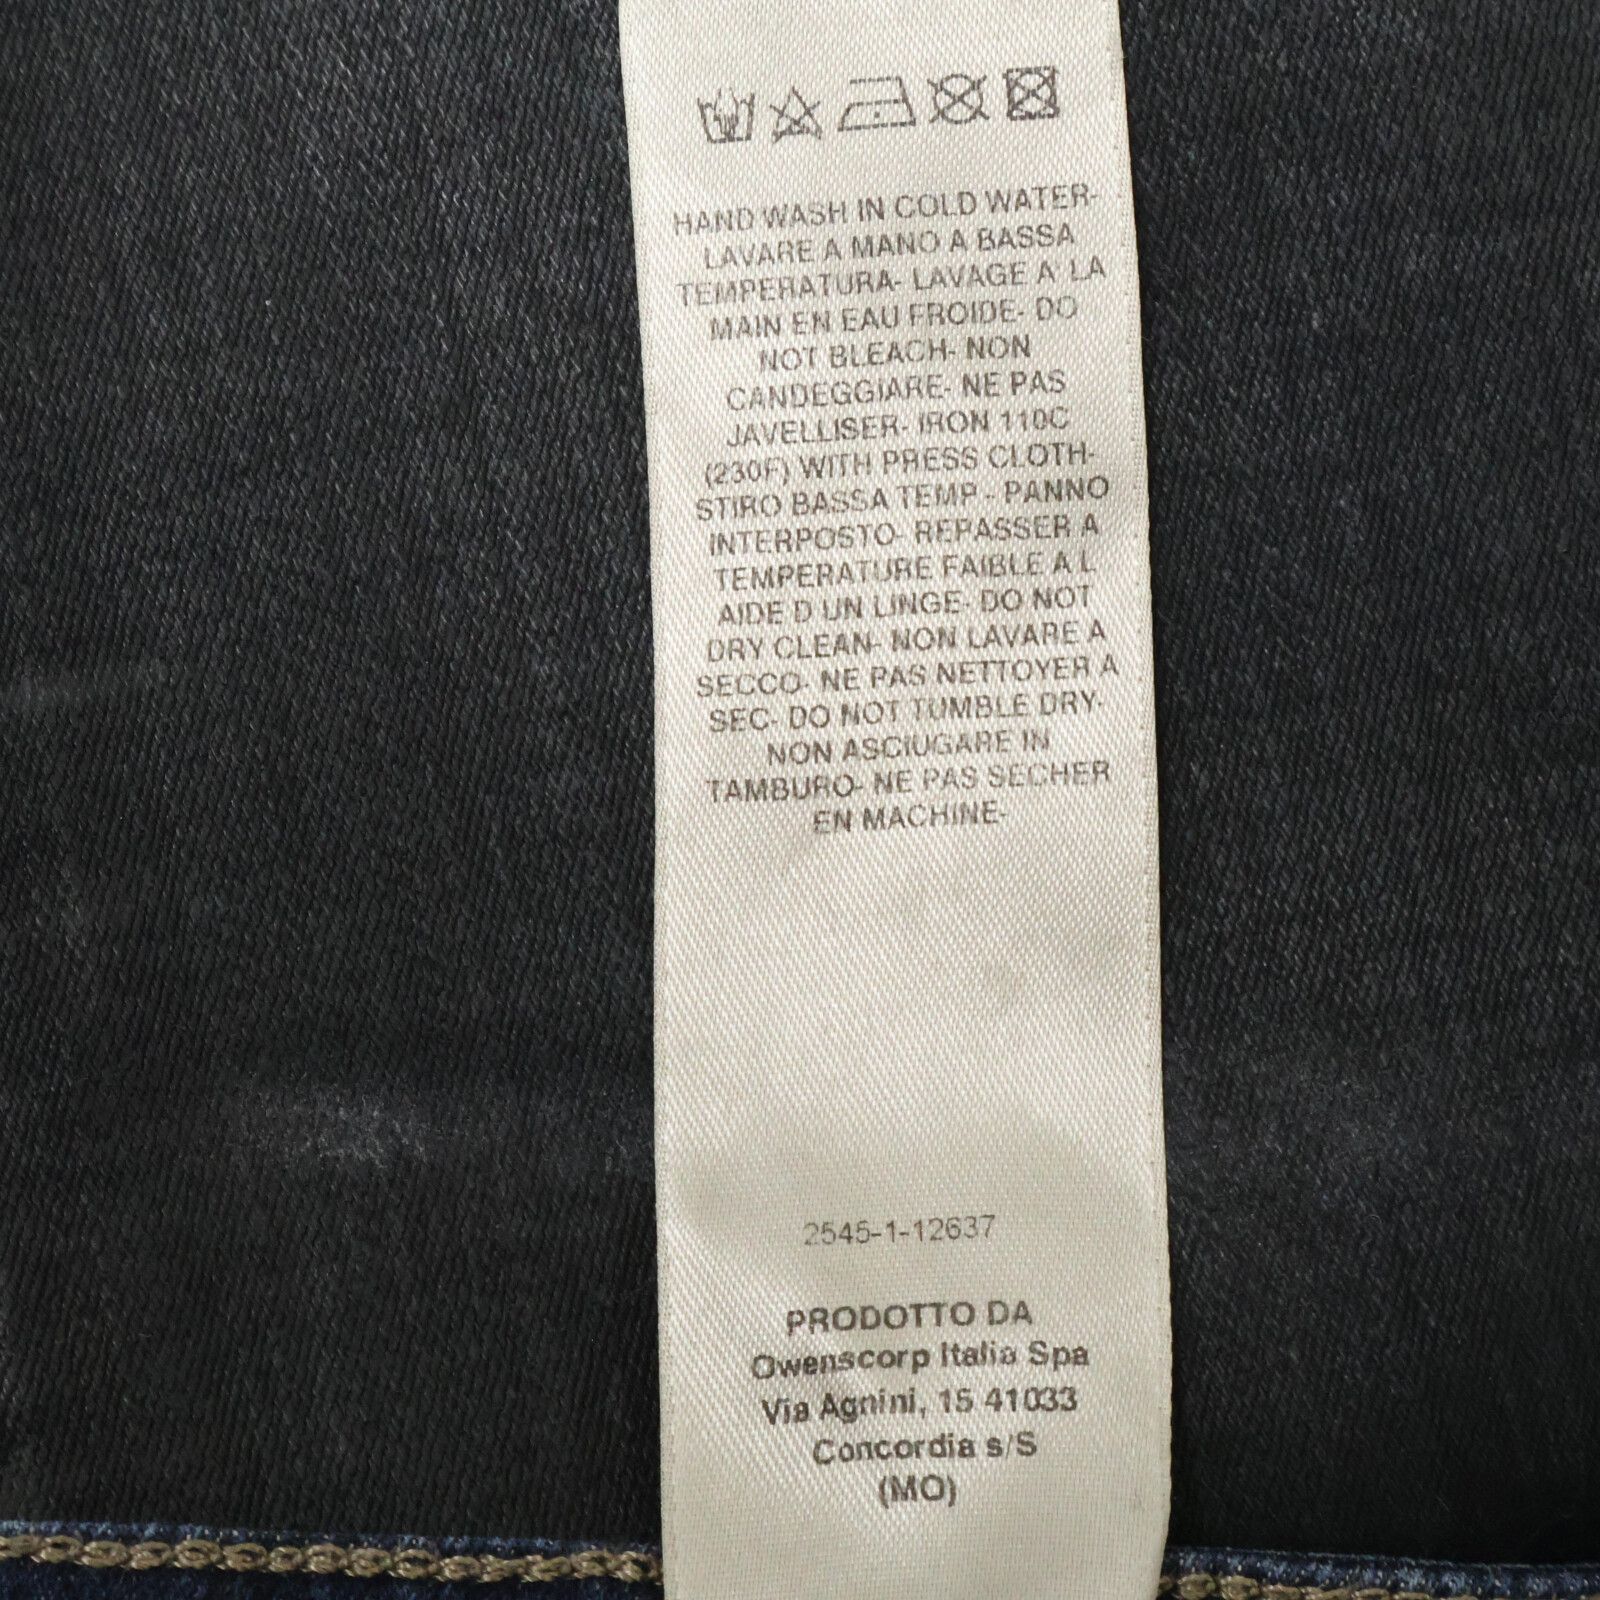 HAND WASH IN COLD WATER-
LAVARE A MANO A BASSA
TEMPERATURA- LAVAGE A LA
MAIN EN EAU FROIDE- DO
NOT BLEACH- NON
CANDEGGIARE- NE PAS
JAVELLISER- IRON 110C
(230F) WITH PRESS CLOTH-
STIRO BASSA TEMP - PANNO
INTERPOSTO- REPASSER A
TEMPERATURE FAIBLE A L
AIDE D UN LINGE- DO NOT
DRY CLEAN- NON LAVARE A
SECCO- NE PAS NETTOYER A
SEC- DO NOT TUMBLE DRY-
NON ASCIUGARE IN
TAMBURO- NE PAS SECHER
EN MACHINE-
2545-1-12637
PRODOTTO DA
Owenscorp Italia Spa
Via Agnini, 15 41033
Concordia s/S
(MO)